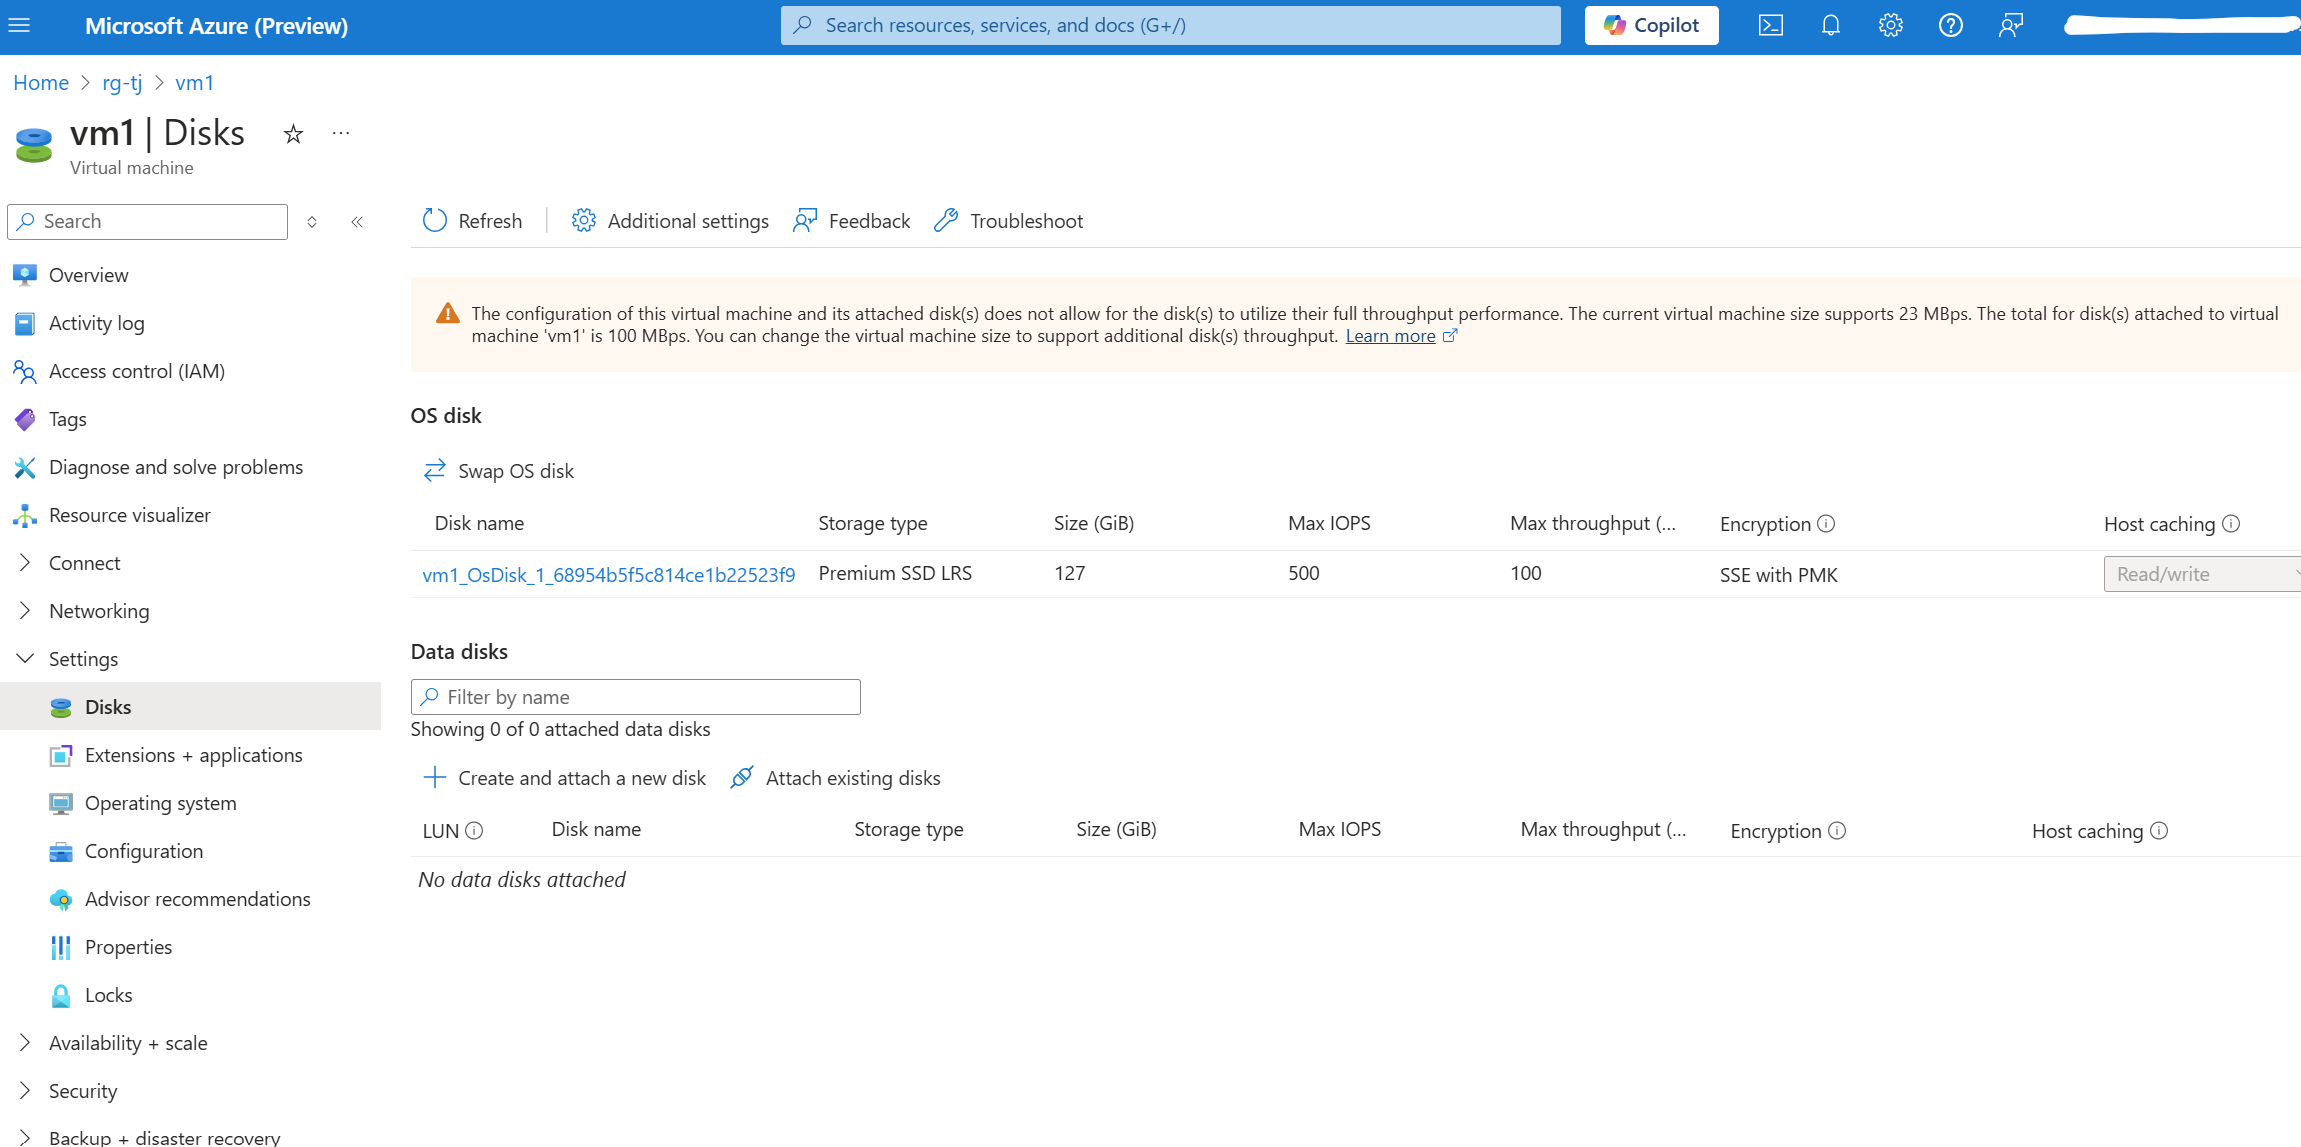 Microsoft Azure (Preview)
Search resources, services, and docs (G+/)
Copilot
Home > rg-tj > vm1
vm1 | Disks
Virtual machine
Search
Refresh
Additional settings
Feedback
Troubleshoot
Overview
Activity log
Access control (IAM)
Tags
Diagnose and solve problems
Resource visualizer
Connect
Networking
Settings
Disks
Extensions + applications
Operating system
Configuration
Advisor recommendations
Properties
Locks
Availability + scale
Security
Backup + disaster recovery
The configuration of this virtual machine and its attached disk(s) does not allow for the disk(s) to utilize their full throughput performance. The current virtual machine size supports 23 MBps. The total for disk(s) attached to virtual
machine 'vm1' is 100 MBps. You can change the virtual machine size to support additional disk(s) throughput. Learn more
OS disk
Swap OS disk
Disk name Storage type Size (GiB) Max IOPS Max throughput (... Encryption Host caching
vm1_OsDisk_1_68954b5f5c814ce1b22523f9 Premium SSD LRS 127 500 100 SSE with PMK Read/write
Data disks
Filter by name
Showing 0 of 0 attached data disks
Create and attach a new disk Attach existing disks
LUN Disk name Storage type Size (GiB) Max IOPS Max throughput (... Encryption Host caching
No data disks attached